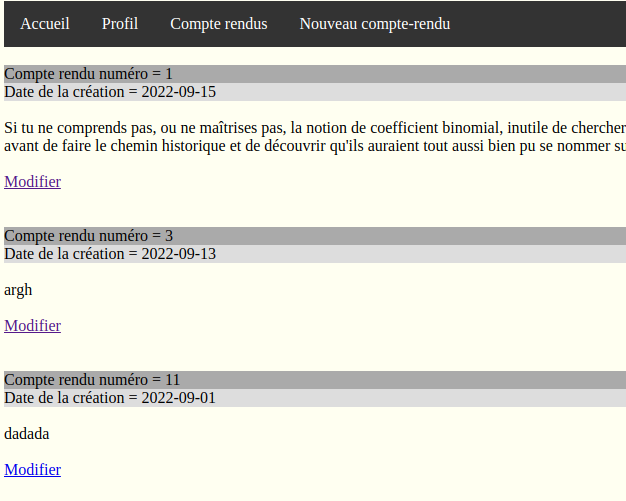 Accueil Profil Compte rendus Nouveau compte-rendu
Compte rendu numéro = 1
Date de la création = 2022-09-15
Si tu ne comprends pas, ou ne maîtrises pas, la notion de coefficient binomial, inutile de chercher
avant de faire le chemin historique et de découvrir qu'ils auraient tout aussi bien pu se nommer su
Modifier
Compte rendu numéro = 3
Date de la création = 2022-09-13
argh
Modifier
Compte rendu numéro = 11
Date de la création = 2022-09-01
dadada
Modifier